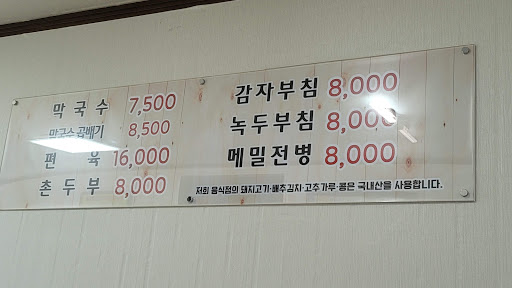 막국수 7,500
막국수 곱배기 8,500
편육 16,000
촌두부 8,000
감자부침 8,000
녹두부침 8,000
메밀전병 8,000
저희 음식점의 돼지고기·배추김치·고추가루·콩은 국내산을 사용합니다.